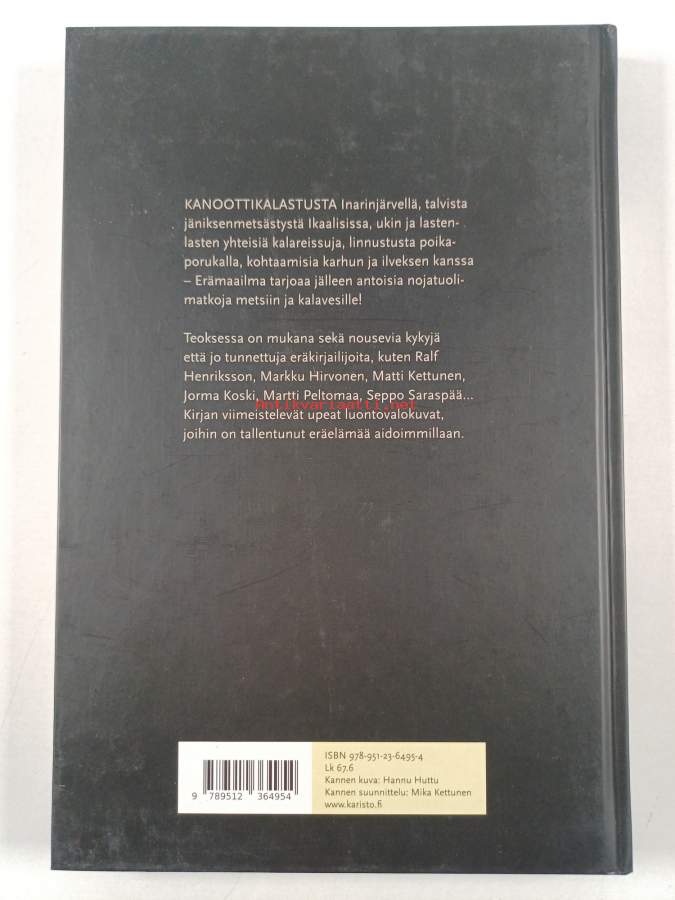 KANOOTTIKALASTUSTA Inarinjärvellä, talvista
jäniksenmetsästystä Ikaalisissa, ukin ja lasten-
lasten yhteisiä kalareissuja, linnustusta poika-
porukalla, kohtaamisia karhun ja ilveksen kanssa
– Erämaailma tarjoaa jälleen antoisia nojatuoli-
matkoja metsiin ja kalavesille!
Teoksessa on mukana sekä nousevia kykyjä
että jo tunnettuja eräkirjailijoita, kuten Ralf
Henriksson, Markku Hirvonen, Matti Kettunen,
Jorma Koski, Martti Peltomaa, Seppo Saraspää...
Antikvariaatti.net
Kirjan viimeistelevät upeat luontovalokuvat,
joihin on tallentunut eräelämää aidoimmillaan.
ISBN 978-951-23-6495-4
Lk 67.6
Kannen kuva: Hannu Huttu
Kannen suunnittelu: Mika Kettunen
www.karisto.fi
9 789512 364954